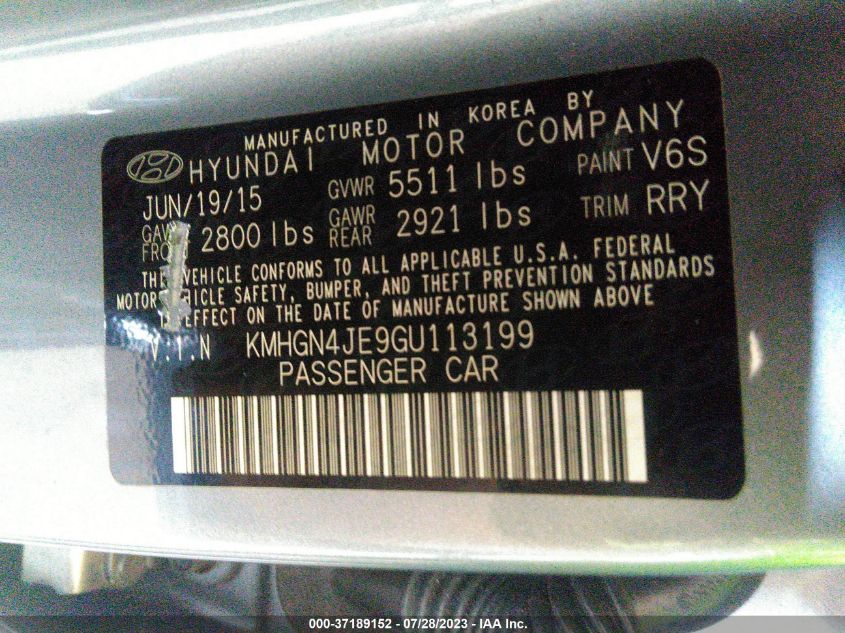 MANUFACTURED IN KOREA BY
HYUNDAI MOTOR COMPANY
JUN/19/15 GVWR 5511 lbs PAINT V6S
2800 lbs GAWR REAR 2921 lbs TRIM RRY
VEHICLE CONFORMS TO ALL APPLICABLE U.S.A. FEDERAL
MOTOR SAFETY, BUMPER, AND THEFT PREVENTION STANDARDS
EFFECT ON THE DATE OF MANUFACTURE SHOWN ABOVE
V.I.N KMHGN4JE9GU113199
PASSENGER CAR
000-37189152 - 07/28/2023 - IAA Inc.